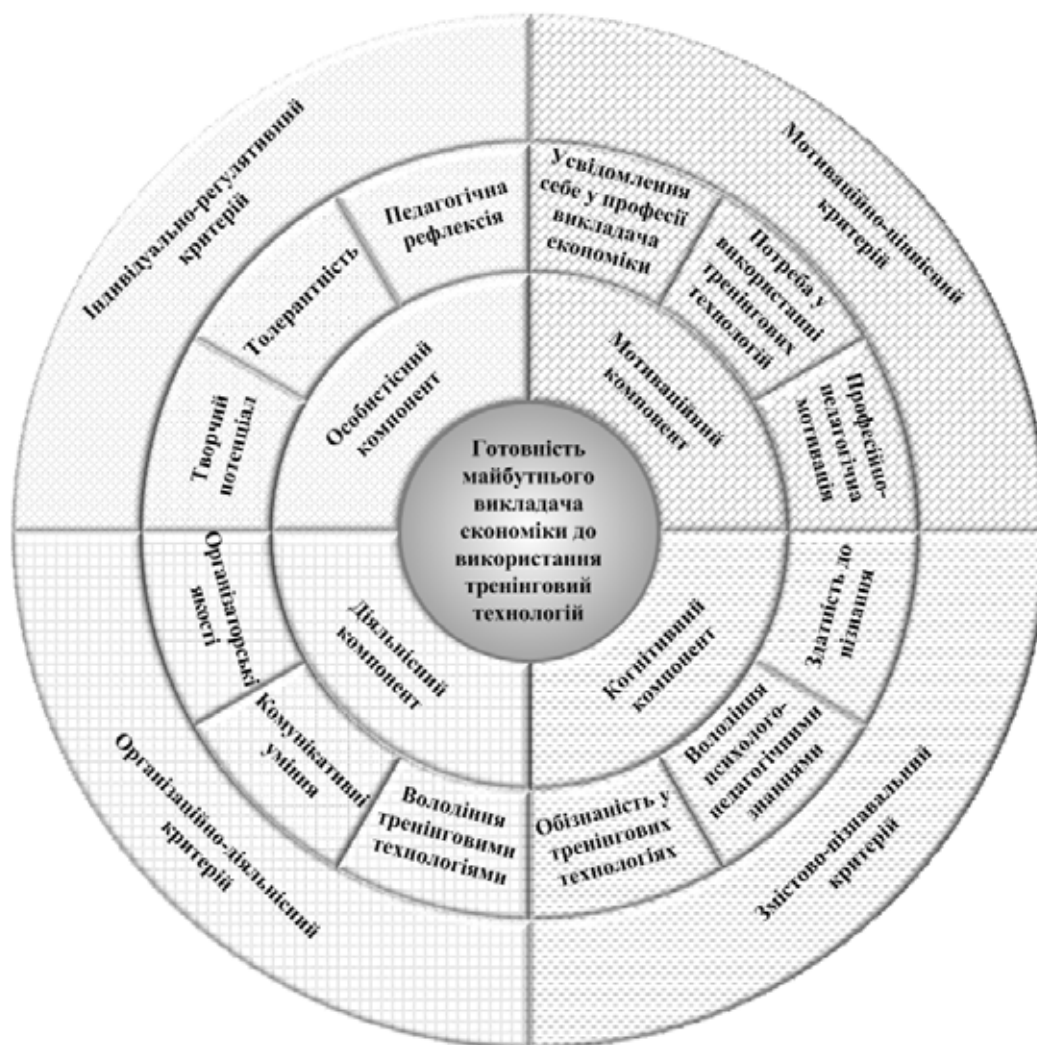 Індивідуально-регулятивний
критерій
Мотиваційно-ціннісний
критерій
Педагогічна
рефлексія
Усвідомлення
себе у професії
викладача
економіки
Толерантність
Потреба у
використанні
тренінгових
технологій
Творчий
потенціал
Особистісний
компонент
Мотиваційний
компонент
Професійно-
педагогічна
мотивація
Готовність
майбутнього
викладача
економіки до
використання
тренінговий
технологій
Організаторські
якості
Діяльнісний
компонент
Когнітивний
компонент
Здатність до
пізнання
Комунікативні
уміння
Володіння
тренінговими
технологіями
Обізнаність у
тренінгових
технологіях
Володіння
психолого-
педагогічними
знаннями
Організаційно-діяльнісний
критерій
Змістово-пізнавальний
критерій